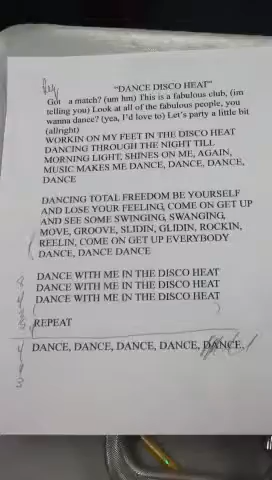 "DANCE DISCO HEAT"
Got a match? (um hm) This is a fabulous club, (im
telling you) Look at all of the fabulous people, you
wanna dance? (yea, I'd love to) Let's party a little bit
(allright)
WORKIN ON MY FEET IN THE DISCO HEAT
DANCING THROUGH THE NIGHT TILL
MORNING LIGHT, SHINES ON ME, AGAIN,
MUSIC MAKES ME DANCE, DANCE, DANCE,
DANCE
DANCING TOTAL FREEDOM BE YOURSELF
AND LOSE YOUR FEELING, COME ON GET UP
AND SEE SOME SWINGING, SWANGING,
MOVE, GROOVE, SLIDIN, GLIDIN, ROCKIN,
REELIN, COME ON GET UP EVERYBODY
DANCE, DANCE DANCE
DANCE WITH ME IN THE DISCO HEAT
DANCE WITH ME IN THE DISCO HEAT
DANCE WITH ME IN THE DISCO HEAT
REPEAT
DANCE, DANCE, DANCE, DANCE, DANCE,